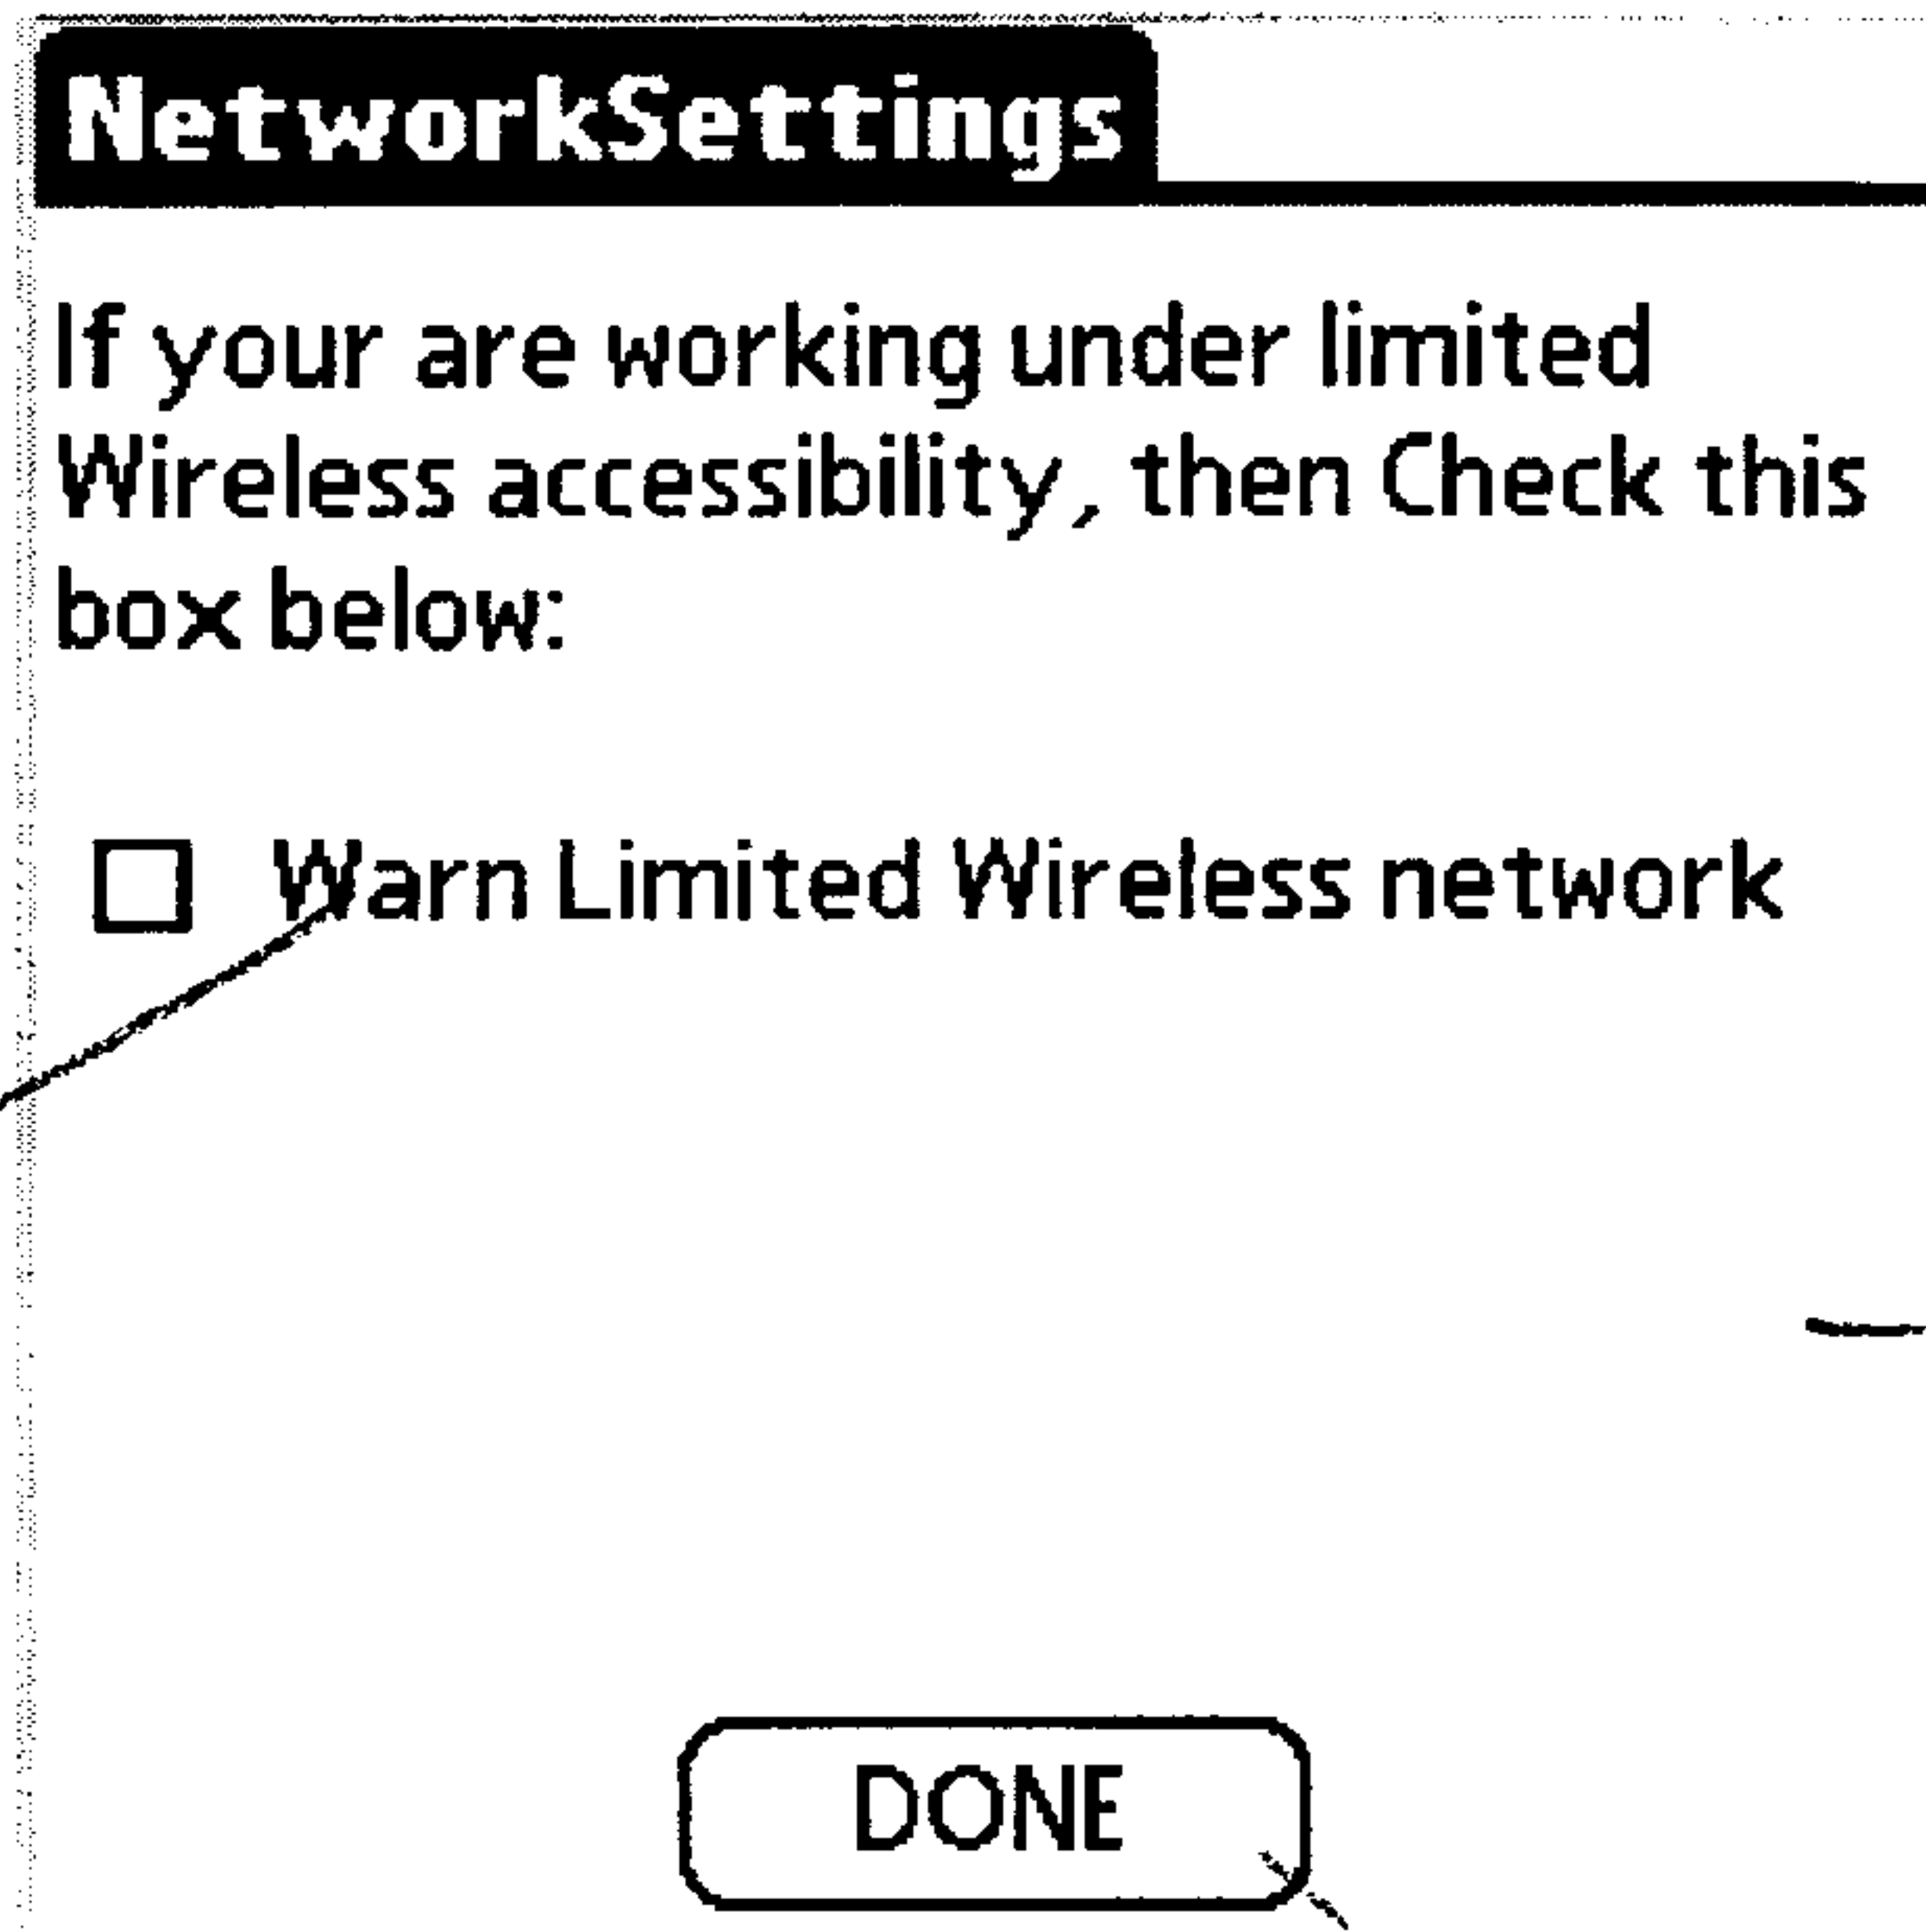 NetworkSettings
If your are working under limited
Wireless accessibility, then Check this
box below:
Warn Limited Wireless network
DONE